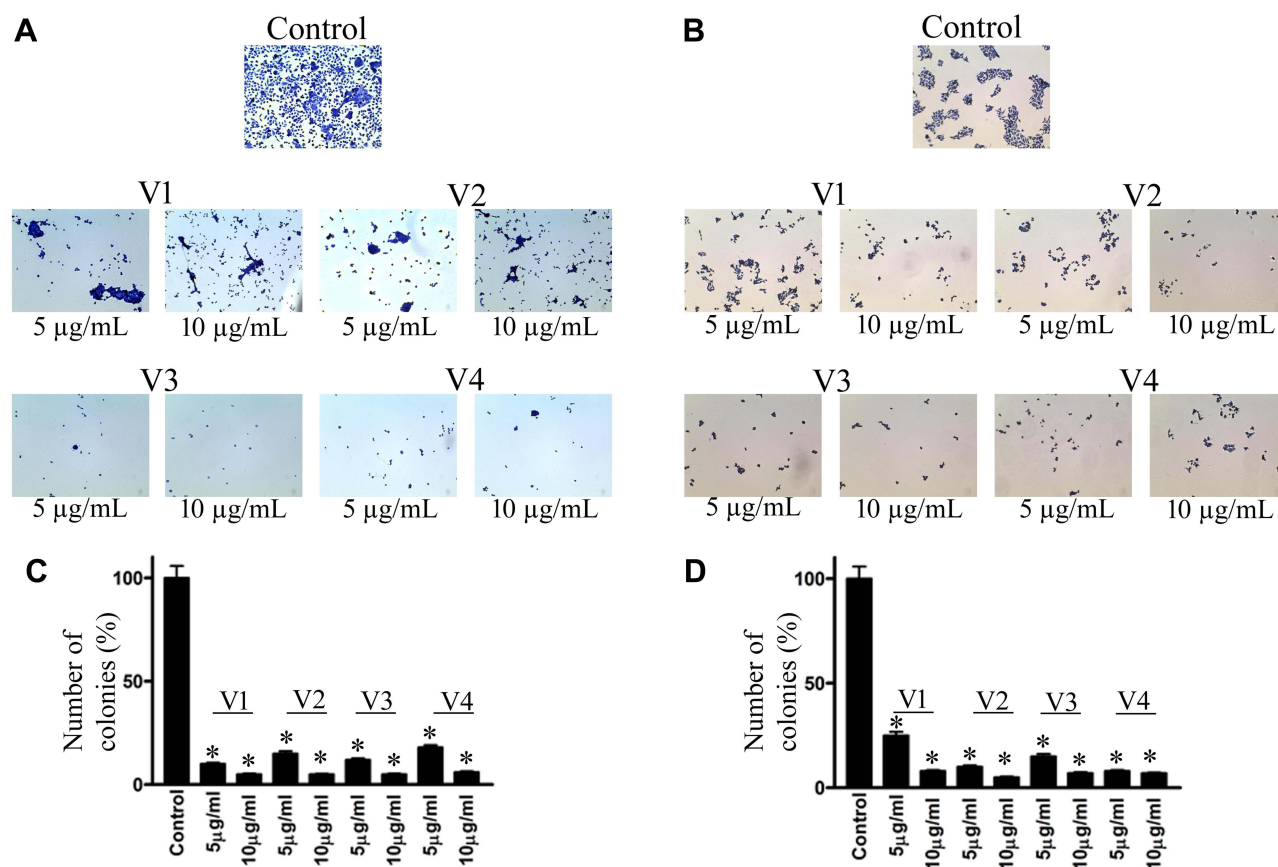 A
Control
B
Control
V1
V2
V1
V2
5 µg/mL
10 µg/mL
5 µg/mL
10 µg/mL
5 µg/mL
10 µg/mL
5 µg/mL
10 µg/mL
V3
V4
V3
V4
5 µg/mL
10 µg/mL
5 µg/mL
10 µg/mL
5 µg/mL
10 µg/mL
5 µg/mL
10 µg/mL
C
Number of
colonies (%)
100
50
0
V1
V2
V3
V4
* * * * * * * *
Control
5µg/ml
10µg/ml
5µg/ml
10µg/ml
5µg/ml
10µg/ml
5µg/ml
10µg/ml
D
Number of
colonies (%)
100
50
0
V1
V2
V3
V4
* * * * * * * *
Control
5µg/ml
10µg/ml
5µg/ml
10µg/ml
5µg/ml
10µg/ml
5µg/ml
10µg/ml